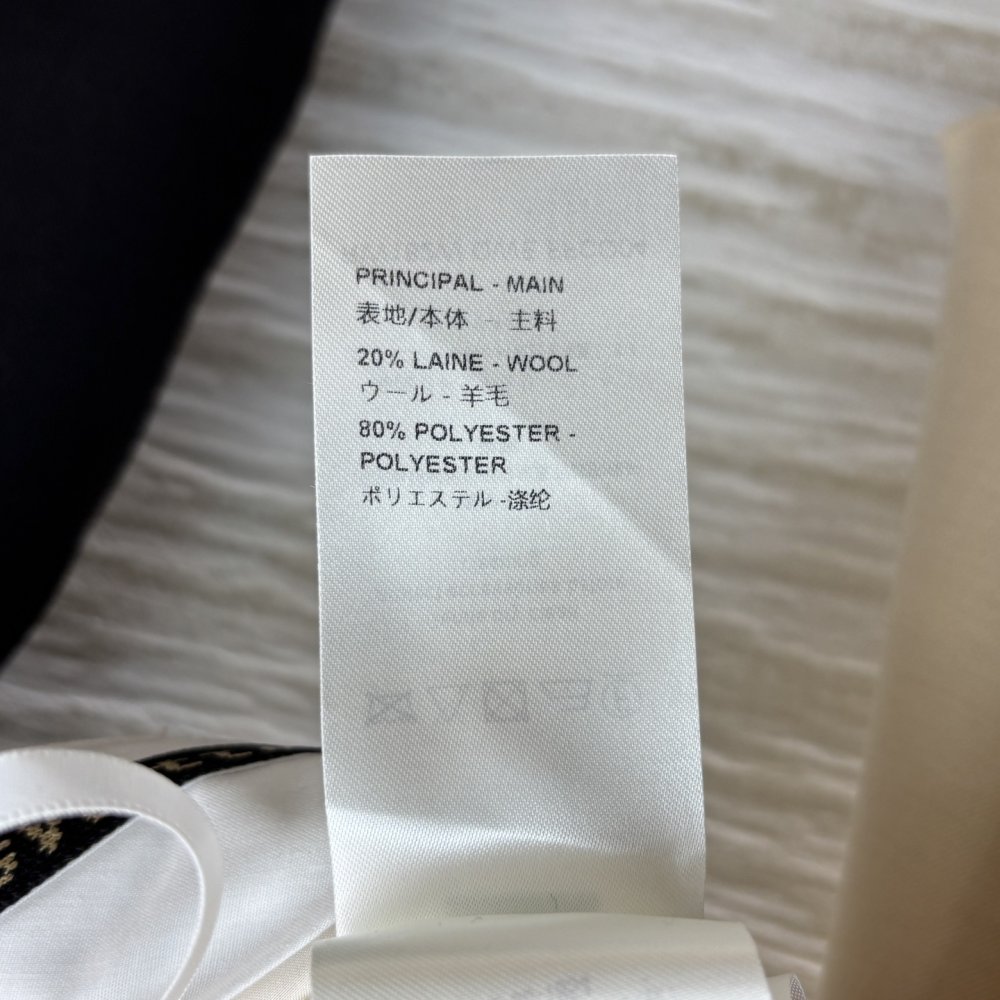 PRINCIPAL - MAIN
表地/本体 - 主料
20% LAINE - WOOL
ウール - 羊毛
80% POLYESTER -
POLYESTER
ポリエステル -涤纶